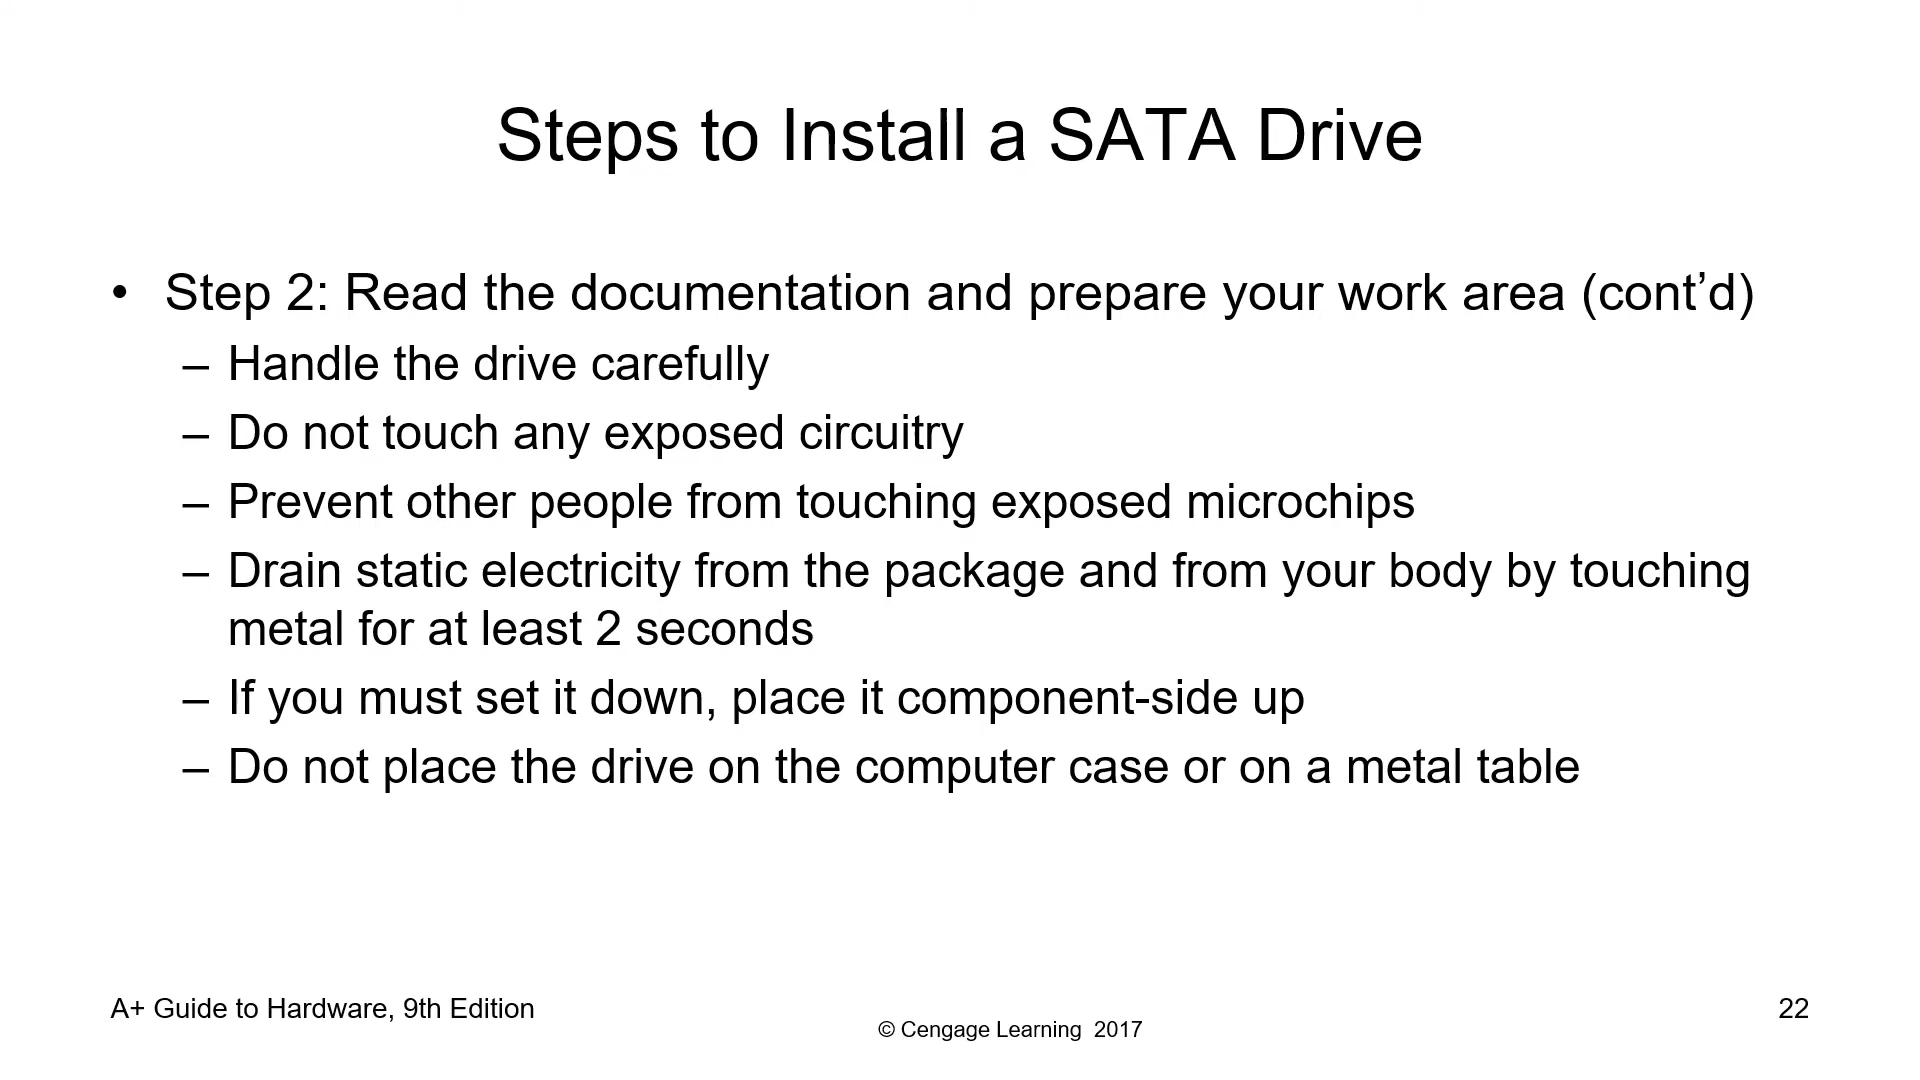 Steps to Install a SATA Drive
• Step 2: Read the documentation and prepare your work area (cont’d)
– Handle the drive carefully
– Do not touch any exposed circuitry
– Prevent other people from touching exposed microchips
– Drain static electricity from the package and from your body by touching
metal for at least 2 seconds
– If you must set it down, place it component-side up
– Do not place the drive on the computer case or on a metal table
A+ Guide to Hardware, 9th Edition
© Cengage Learning 2017
22